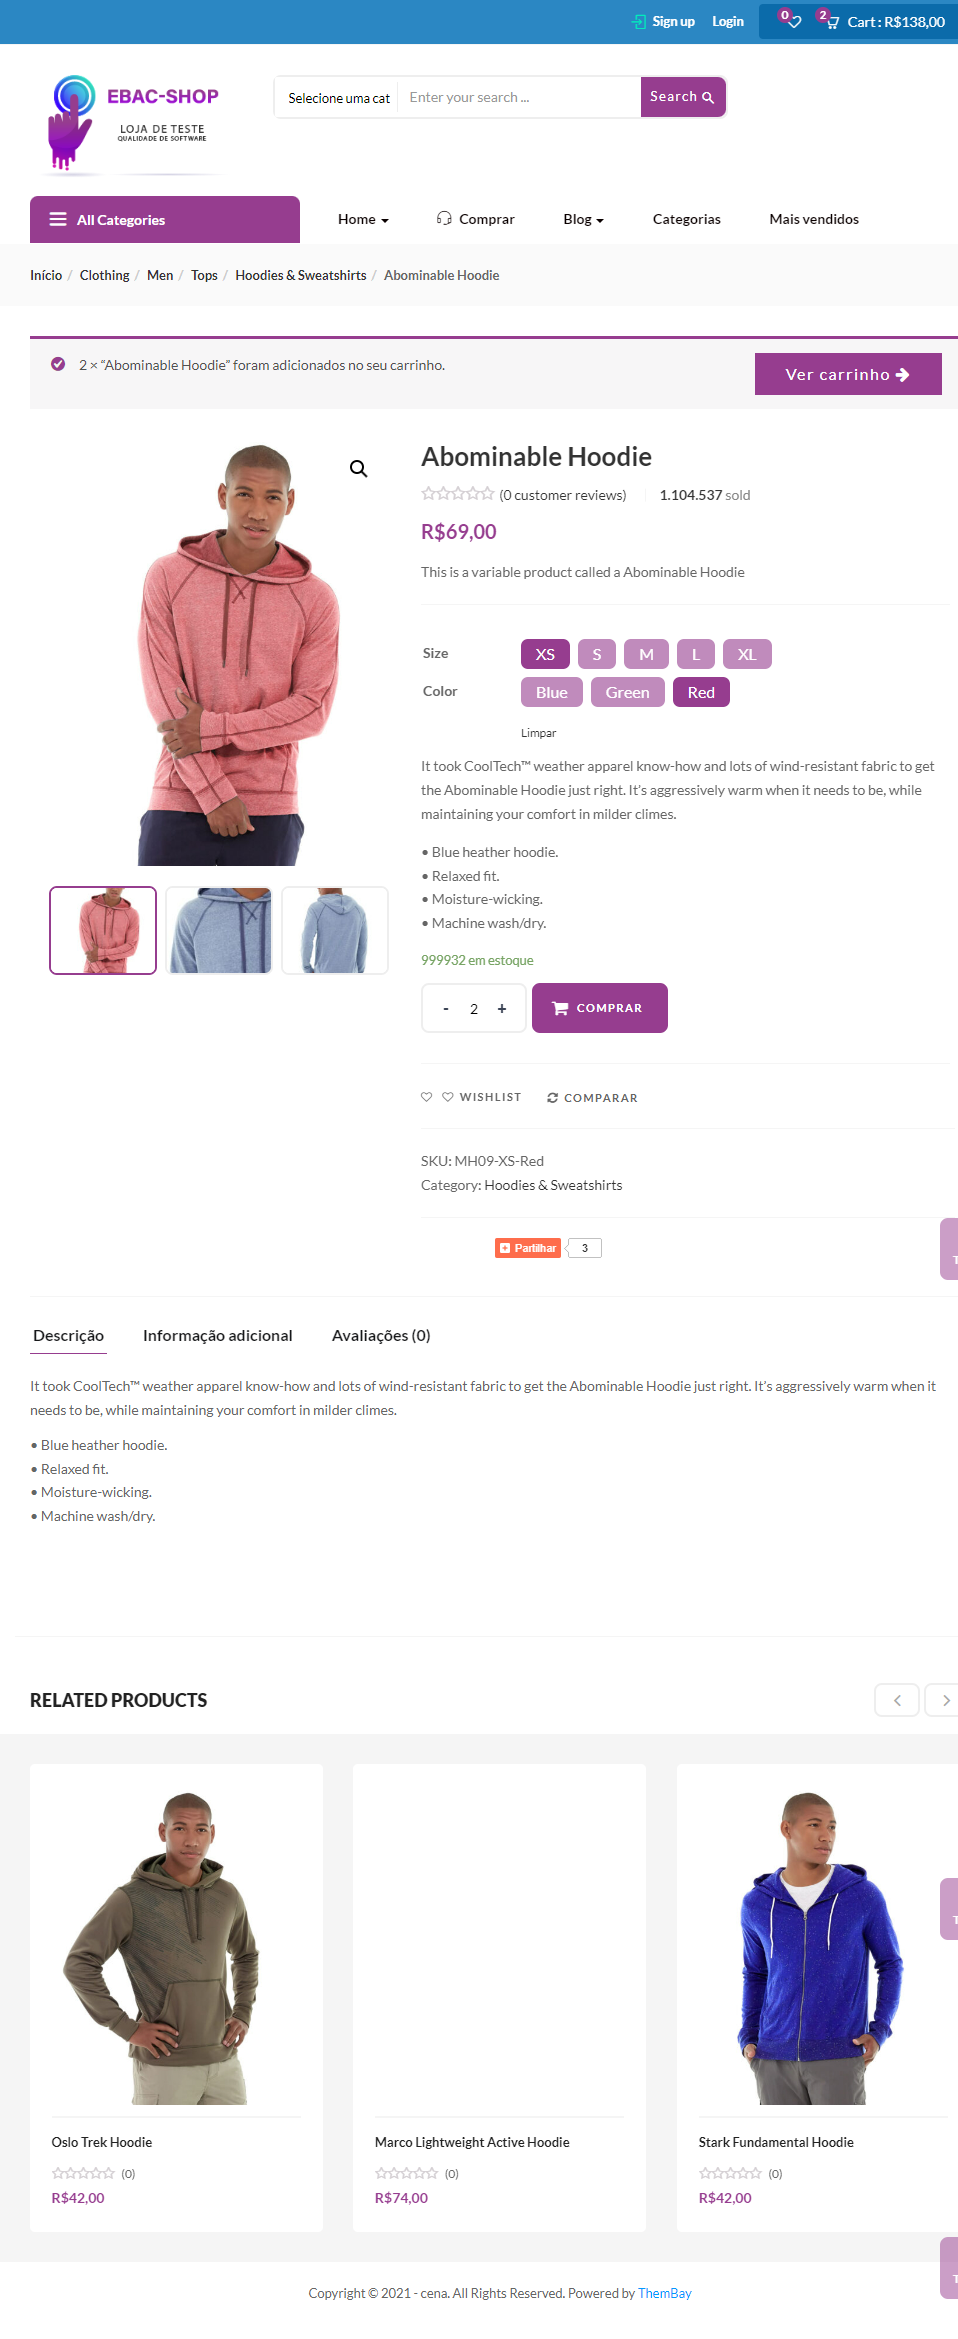 Sign up Login 0 2 Cart : R$138,00
EBAC-SHOP
LOJA DE TESTE
QUALIDADE DE SOFTWARE
Selecione uma cat Enter your search ... Search
All Categories Home Comprar Blog Categorias Mais vendidos
Início / Clothing / Men / Tops / Hoodies & Sweatshirts / Abominable Hoodie
2 × “Abominable Hoodie” foram adicionados no seu carrinho. Ver carrinho
Abominable Hoodie
(0 customer reviews) 1.104.537 sold
R$69,00
This is a variable product called a Abominable Hoodie
Size XS S M L XL
Color Blue Green Red
Limpar
It took CoolTech™ weather apparel know-how and lots of wind-resistant fabric to get
the Abominable Hoodie just right. It’s aggressively warm when it needs to be, while
maintaining your comfort in milder climes.
• Blue heather hoodie.
• Relaxed fit.
• Moisture-wicking.
• Machine wash/dry.
999932 em estoque
- 2 + COMPRAR
WISHLIST COMPARAR
SKU: MH09-XS-Red
Category: Hoodies & Sweatshirts
Partilhar 3
Descrição Informação adicional Avaliações (0)
It took CoolTech™ weather apparel know-how and lots of wind-resistant fabric to get the Abominable Hoodie just right. It’s aggressively warm when it
needs to be, while maintaining your comfort in milder climes.
• Blue heather hoodie.
• Relaxed fit.
• Moisture-wicking.
• Machine wash/dry.
RELATED PRODUCTS
Oslo Trek Hoodie Marco Lightweight Active Hoodie Stark Fundamental Hoodie
(0) (0) (0)
R$42,00 R$74,00 R$42,00
Copyright © 2021 - cena. All Rights Reserved. Powered by ThemBay